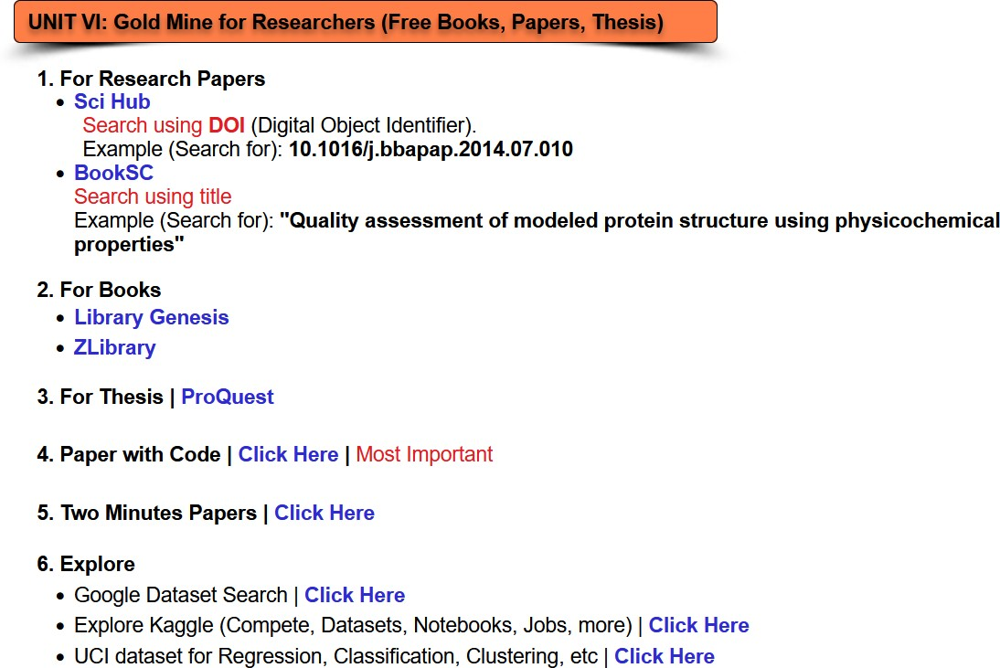 UNIT VI: Gold Mine for Researchers (Free Books, Papers, Thesis)
1. For Research Papers
• Sci Hub
Search using DOI (Digital Object Identifier).
Example (Search for): 10.1016/j.bbapap.2014.07.010
• BookSC
Search using title
Example (Search for): "Quality assessment of modeled protein structure using physicochemical
properties"
2. For Books
• Library Genesis
• ZLibrary
3. For Thesis | ProQuest
4. Paper with Code | Click Here | Most Important
5. Two Minutes Papers | Click Here
6. Explore
• Google Dataset Search | Click Here
• Explore Kaggle (Compete, Datasets, Notebooks, Jobs, more) | Click Here
• UCI dataset for Regression, Classification, Clustering, etc | Click Here